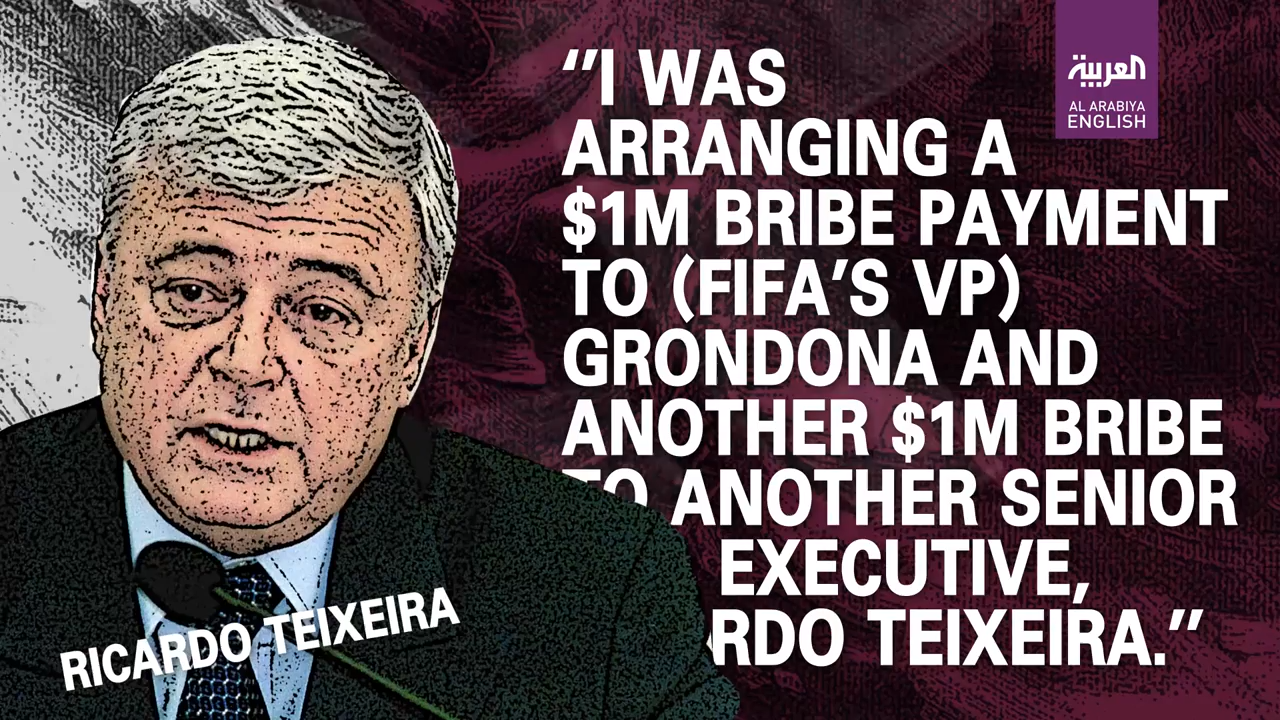 "I WAS
ARRANGING A
$1M BRIBE PAYMENT
TO (FIFA'S VP)
GRONDONA AND
ANOTHER $1M BRIBE
TO ANOTHER SENIOR
EXECUTIVE,
RDO TEIXEIRA."
RICARDO TEIXEIRA
العربية
AL ARABIYA
ENGLISH